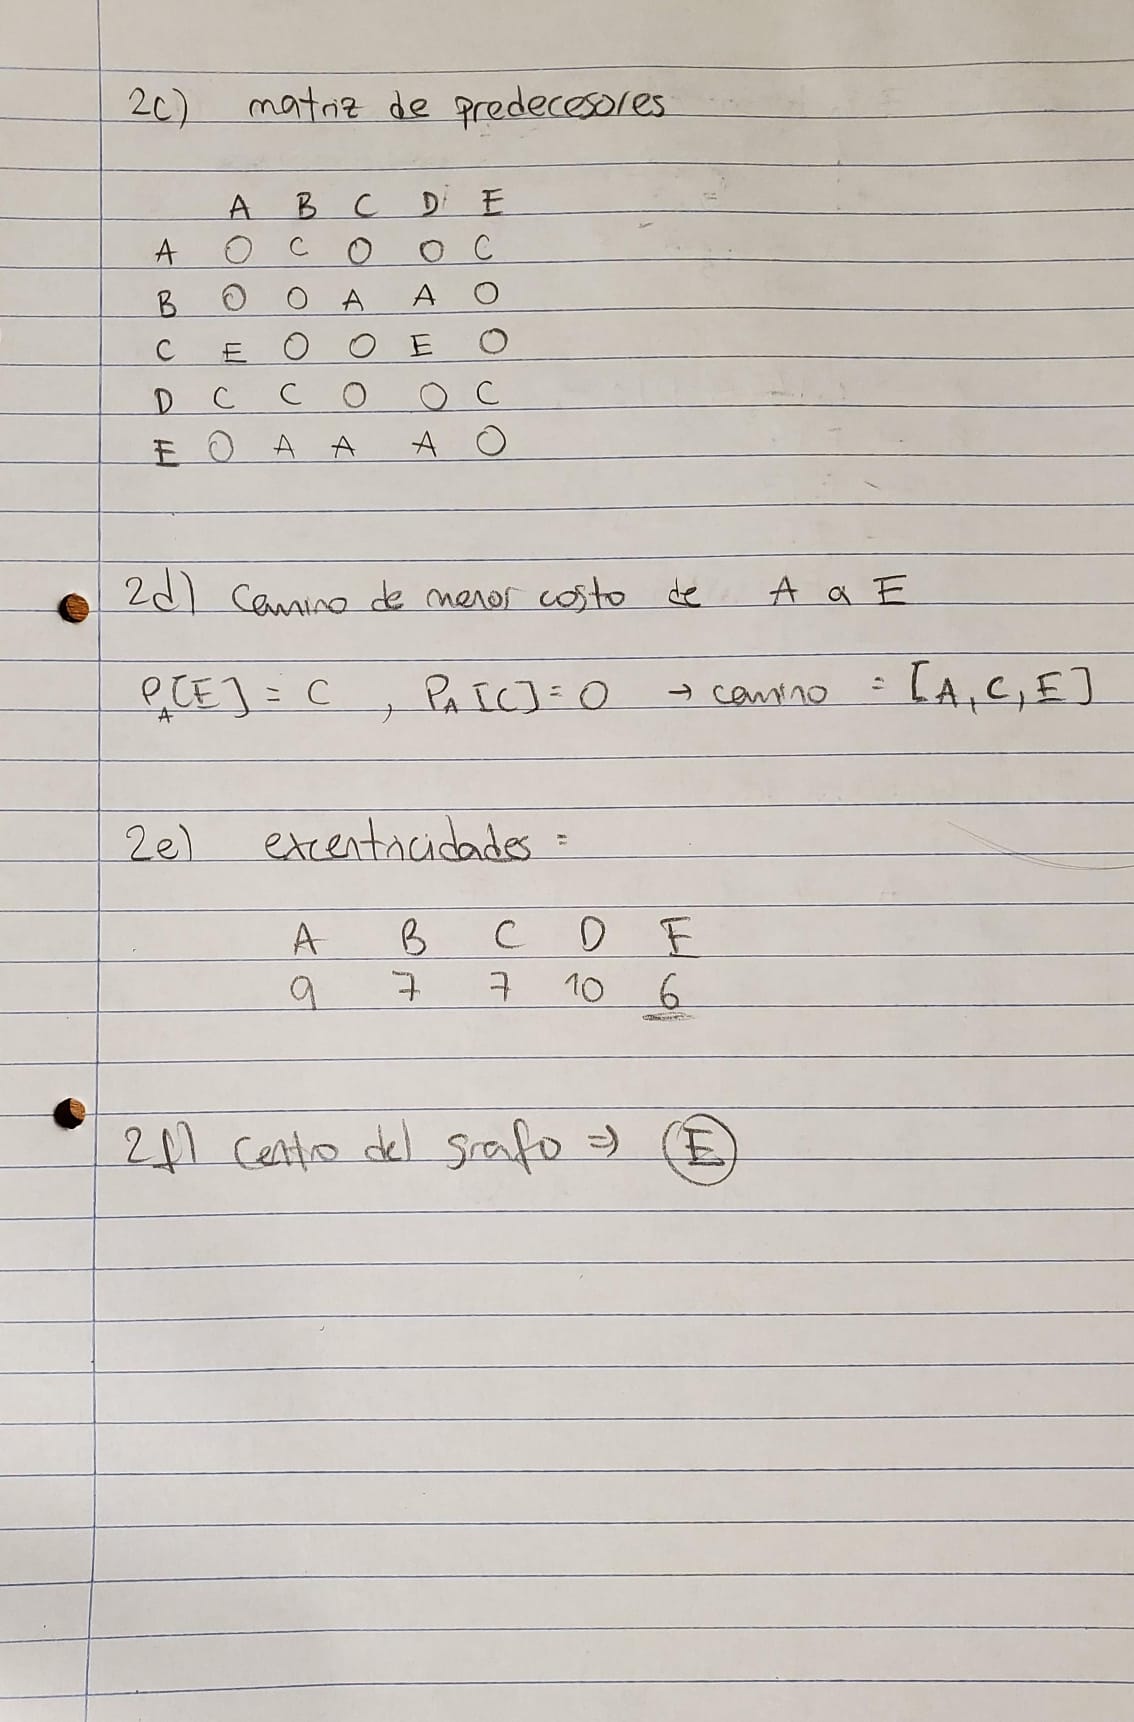 2c) matriz de predecesores
A B C D E
A O C O O C
B O O A A O
C E O O E O
D C C O O C
E O A A A O
2d) Camino de menor costo de A a E
P_A[E] = C , P_A[C] = O → camino = [A, C, E]
2e) excentricidades =
A B C D E
9 7 7 10 6
2f) Centro del grafo ⇒ E